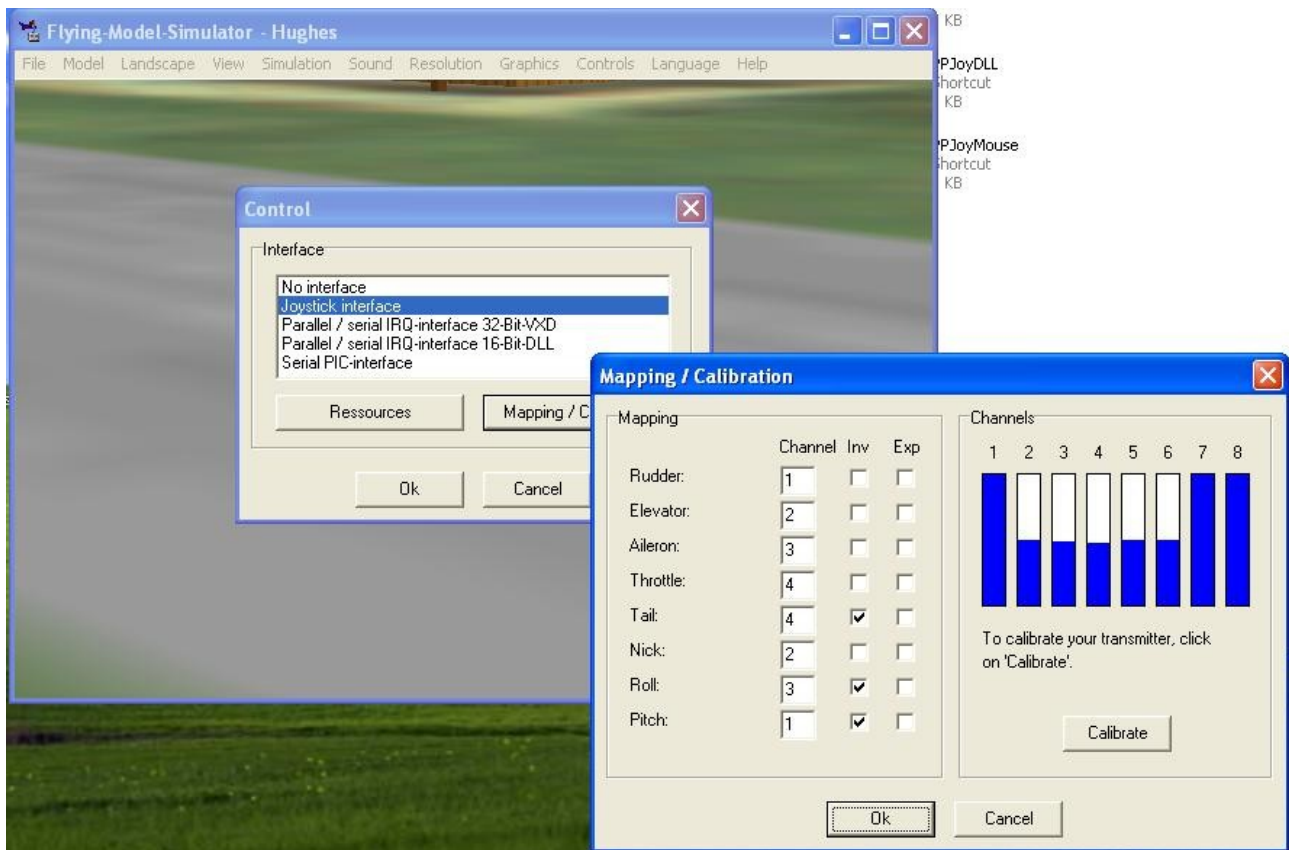 Flying-Model-Simulator - Hughes
File Model Landscape View Simulation Sound Resolution Graphics Controls Language Help
KB
PPJoyDLL
Shortcut
KB
PPJoyMouse
Shortcut
KB
Control
Interface
No interface
Joystick interface
Parallel / serial IRQ-interface 32-Bit-VXD
Parallel / serial IRQ-interface 16-Bit-DLL
Serial PIC-interface
Ressources
Mapping / C
Ok
Cancel
Mapping / Calibration
Mapping
Channel Inv Exp
Rudder: 1
Elevator: 2
Aileron: 3
Throttle: 4
Tail: 4
Nick: 2
Roll: 3
Pitch: 1
Channels
1 2 3 4 5 6 7 8
To calibrate your transmitter, click
on 'Calibrate'.
Calibrate
Ok
Cancel